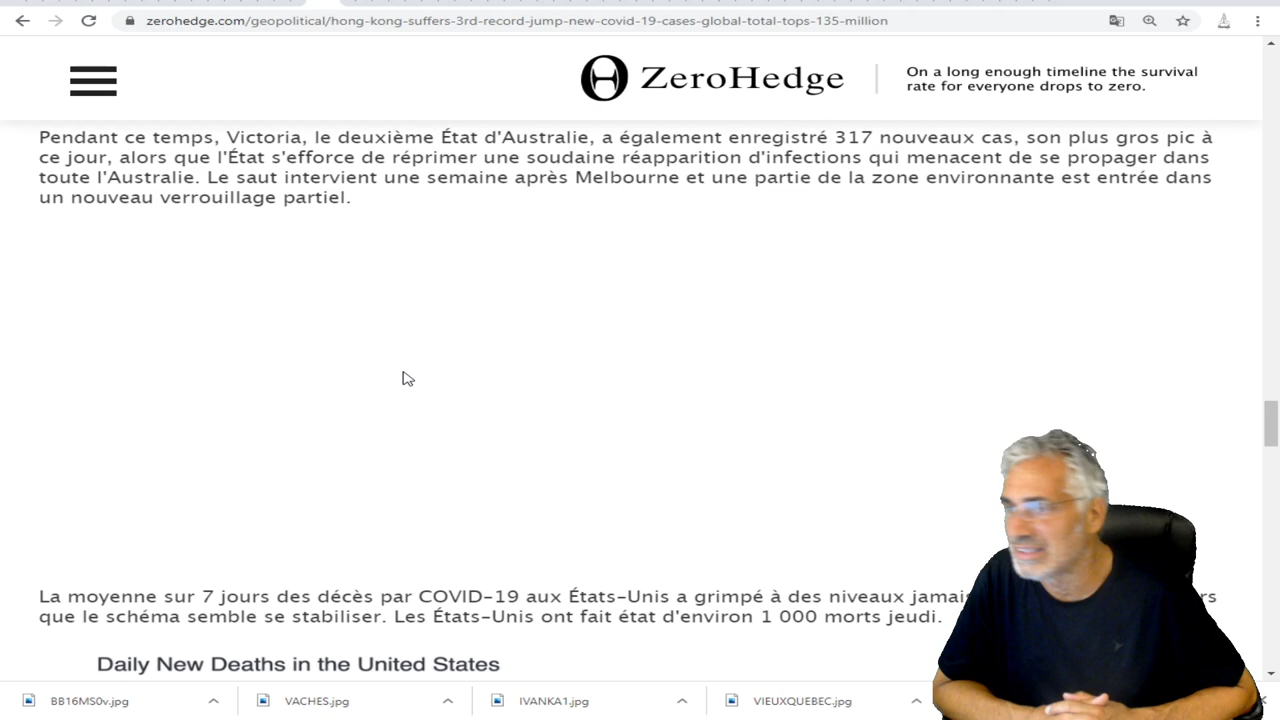 zerohedge.com/geopolitical/hong-kong-suffers-3rd-record-jump-new-covid-19-cases-global-total-tops-135-million
ZeroHedge
On a long enough timeline the survival
rate for everyone drops to zero.
Pendant ce temps, Victoria, le deuxième État d'Australie, a également enregistré 317 nouveaux cas, son plus gros pic à
ce jour, alors que l'État s'efforce de réprimer une soudaine réapparition d'infections qui menacent de se propager dans
toute l'Australie. Le saut intervient une semaine après Melbourne et une partie de la zone environnante est entrée dans
un nouveau verrouillage partiel.
La moyenne sur 7 jours des décès par COVID-19 aux États-Unis a grimpé à des niveaux
que le schéma semble se stabiliser. Les États-Unis ont fait état d'environ 1 000 morts jeudi.
Daily New Deaths in the United States
BB16MS0v.jpg
VACHES.jpg
IVANKA1.jpg
VIEUXQUEBEC.jpg